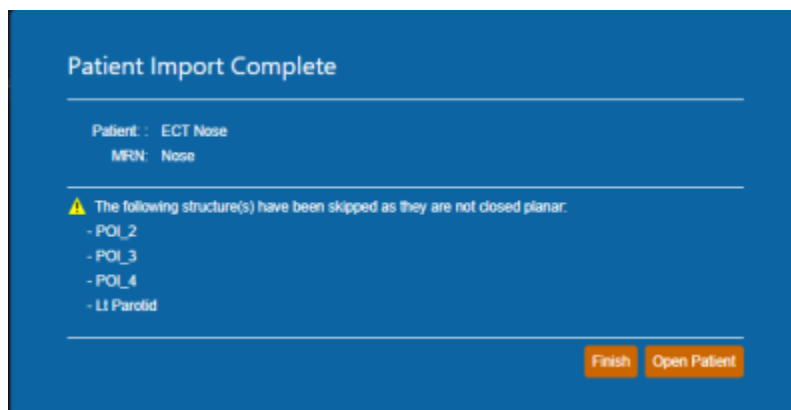 Patient Import Complete
Patient: : ECT Nose
MRN: Nose
The following structure(s) have been skipped as they are not closed planar:
- POI_2
- POI_3
- POI_4
- Lt Parotid
Finish Open Patient